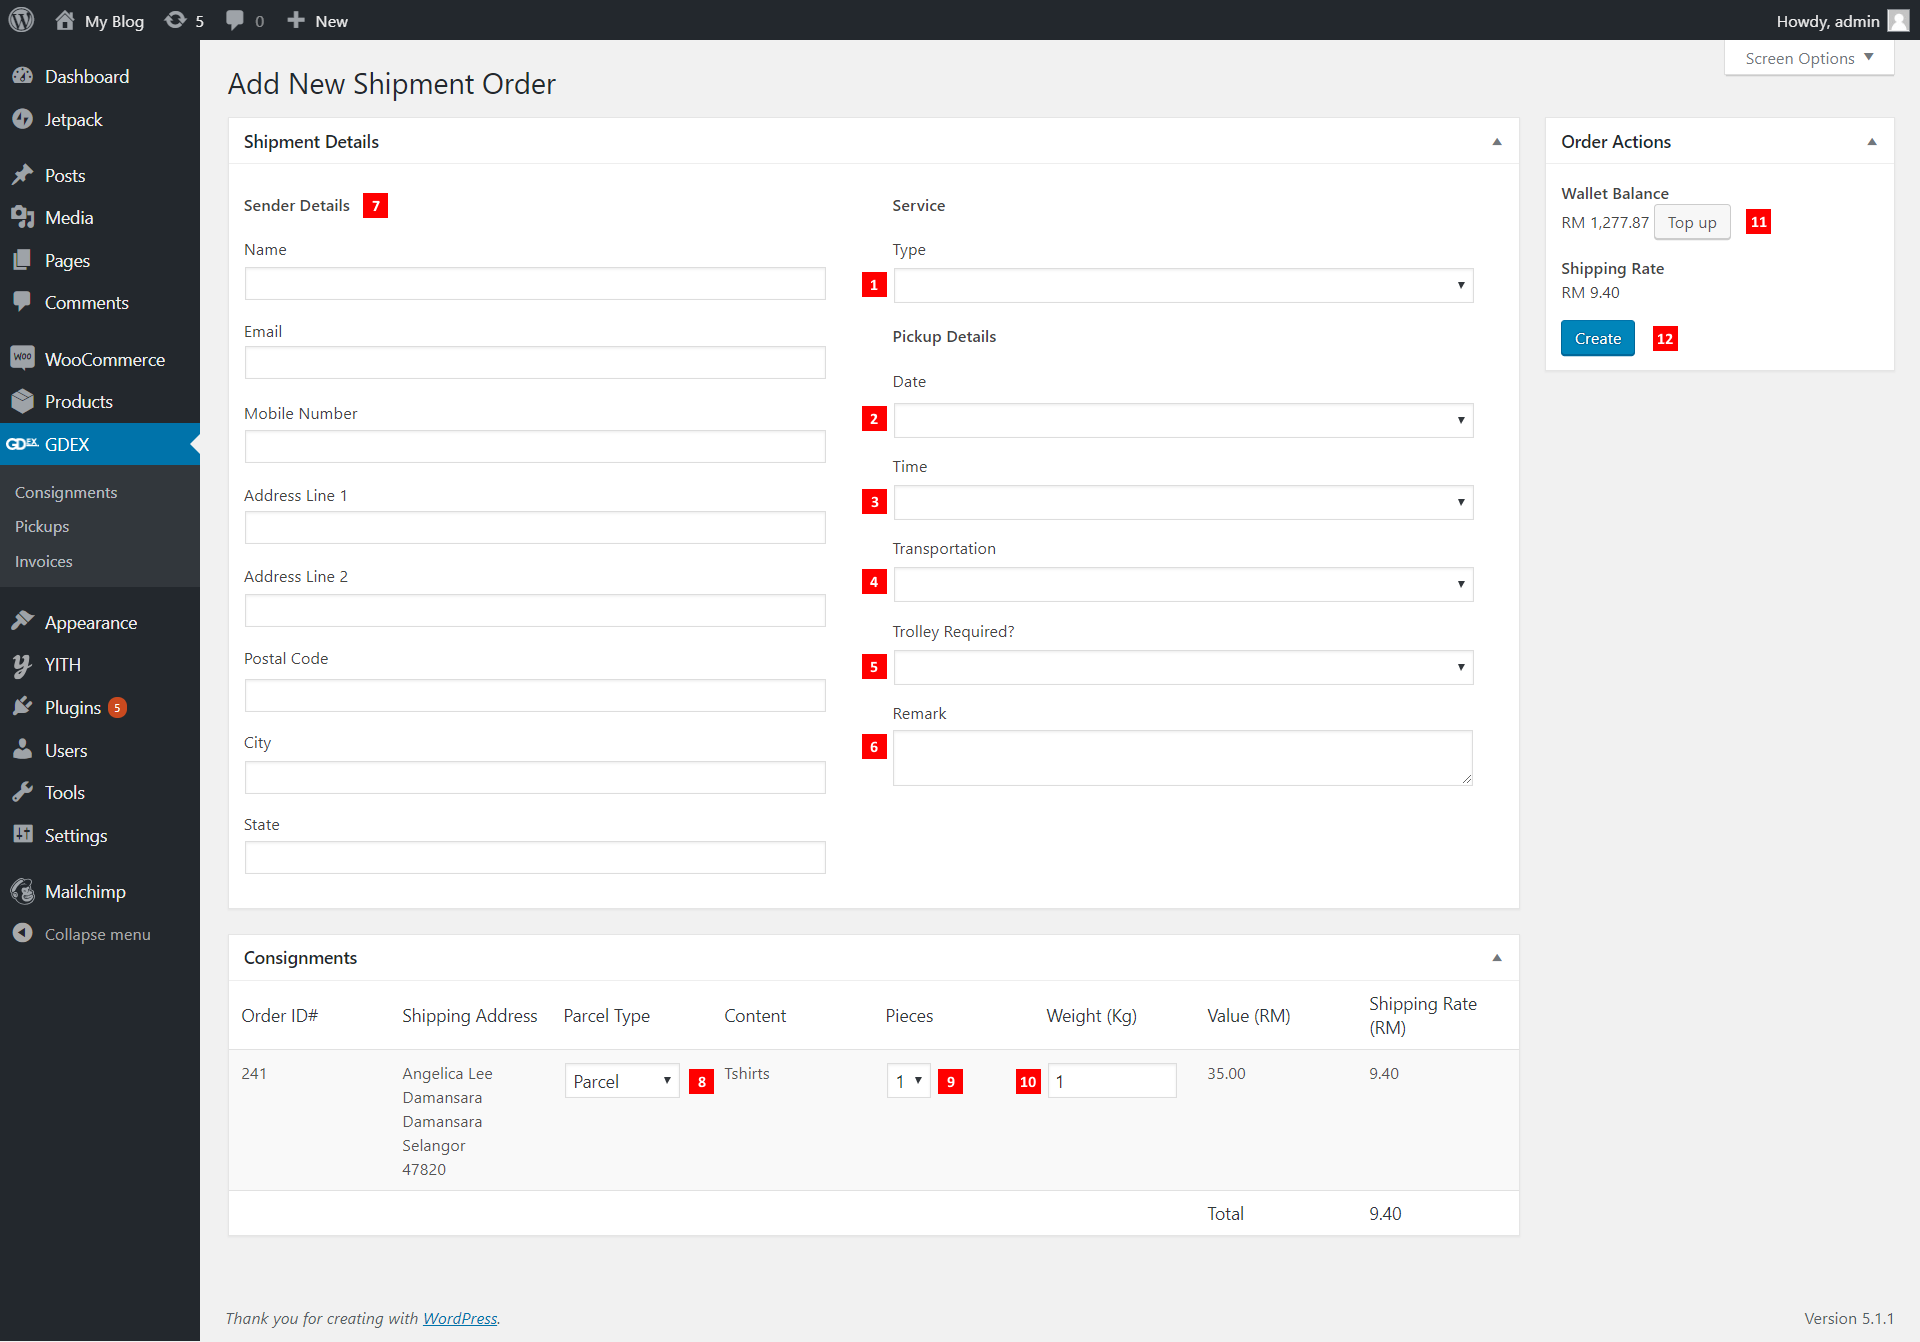 My Blog 5 0 New Howdy, admin
Screen Options
Dashboard
Jetpack
Posts
Media
Pages
Comments
WOO WooCommerce
Products
GDEX GDEX
Consignments
Pickups
Invoices
Appearance
YITH
Plugins 5
Users
Tools
Settings
Mailchimp
Collapse menu
Add New Shipment Order
Shipment Details
Sender Details 7
Name
Email
Mobile Number
Address Line 1
Address Line 2
Postal Code
City
State
Service
Type
1
Pickup Details
Date
2
Time
3
Transportation
4
Trolley Required?
5
Remark
6
Order Actions
Wallet Balance
RM 1,277.87 Top up 11
Shipping Rate
RM 9.40
Create 12
Consignments
Order ID# Shipping Address Parcel Type Content Pieces Weight (Kg) Value (RM) Shipping Rate
(RM)
241 Angelica Lee Parcel 8 Tshirts 1 9 10 1 35.00 9.40
Damansara
Damansara
Selangor
47820
Total 9.40
Thank you for creating with WordPress.
Version 5.1.1